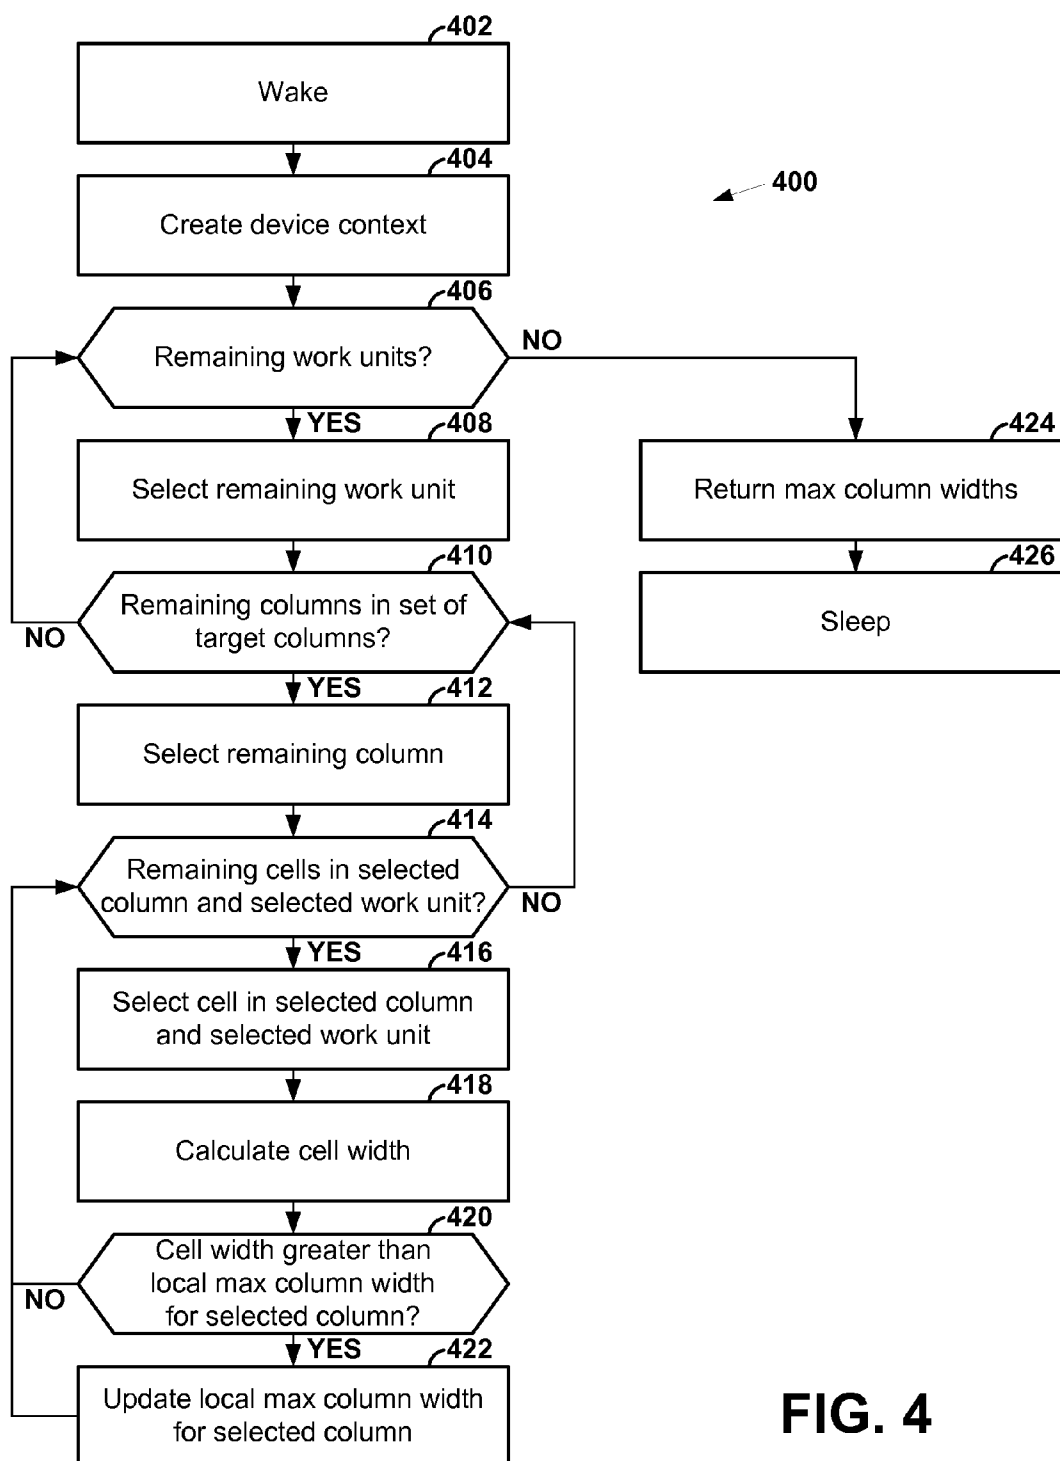 402
Wake
404
Create device context
400
406
Remaining work units?
NO
YES
408
Select remaining work unit
424
Return max column widths
410
Remaining columns in set of
target columns?
NO
426
Sleep
YES
412
Select remaining column
414
Remaining cells in selected
column and selected work unit?
NO
YES
416
Select cell in selected column
and selected work unit
418
Calculate cell width
420
Cell width greater than
local max column width
for selected column?
NO
YES
422
Update local max column width
for selected column
FIG. 4